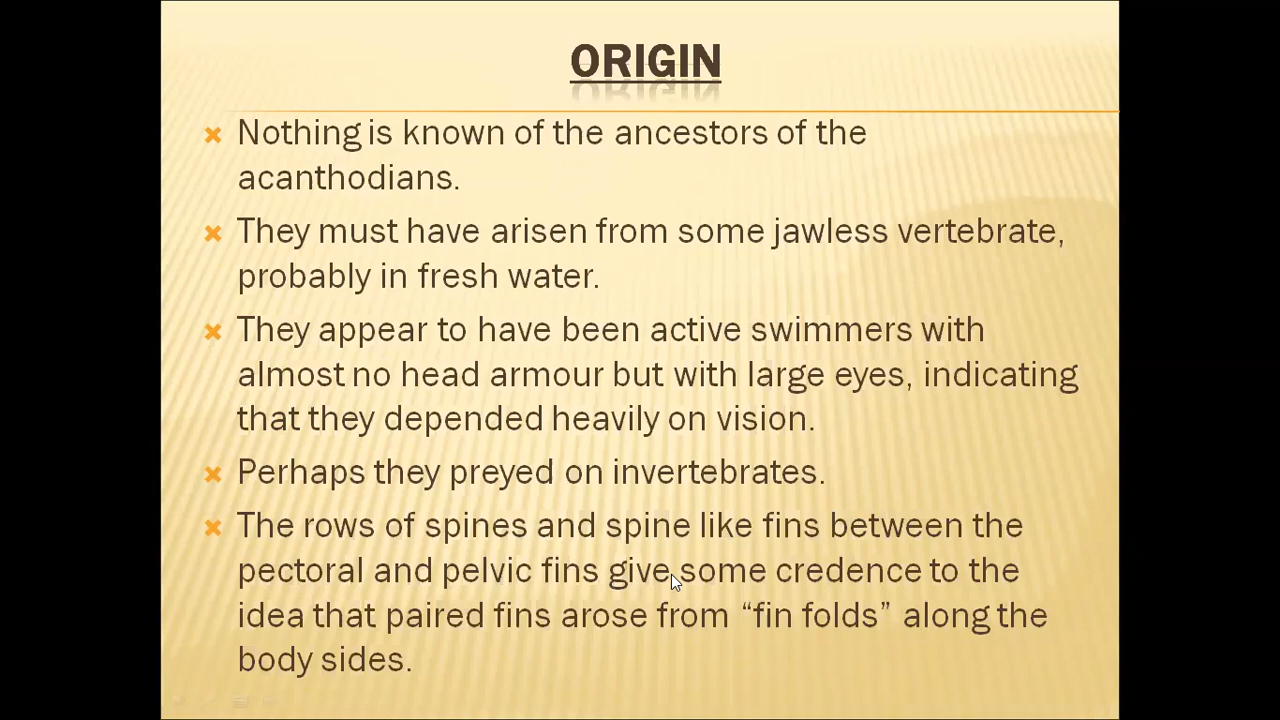 ORIGIN
Nothing is known of the ancestors of the
acanthodians.
They must have arisen from some jawless vertebrate,
probably in fresh water.
They appear to have been active swimmers with
almost no head armour but with large eyes, indicating
that they depended heavily on vision.
Perhaps they preyed on invertebrates.
The rows of spines and spine like fins between the
pectoral and pelvic fins give some credence to the
idea that paired fins arose from “fin folds” along the
body sides.